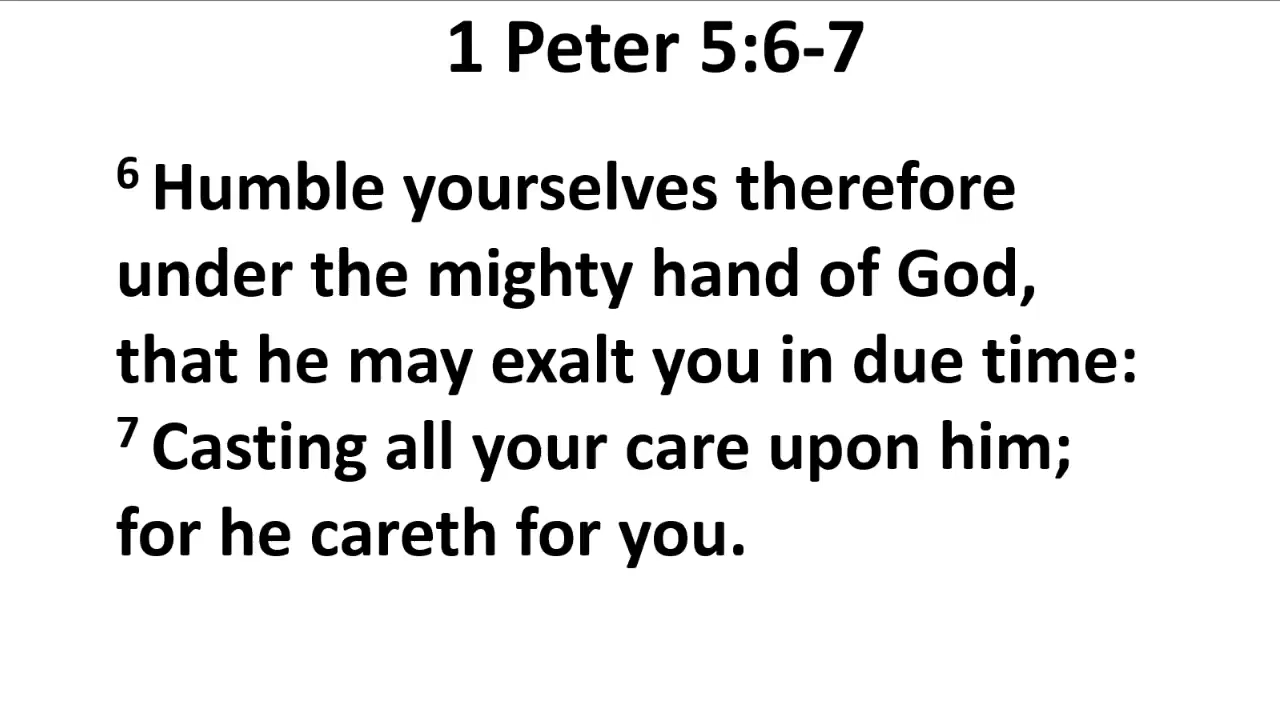 1 Peter 5:6-7
6 Humble yourselves therefore
under the mighty hand of God,
that he may exalt you in due time:
7 Casting all your care upon him;
for he careth for you.